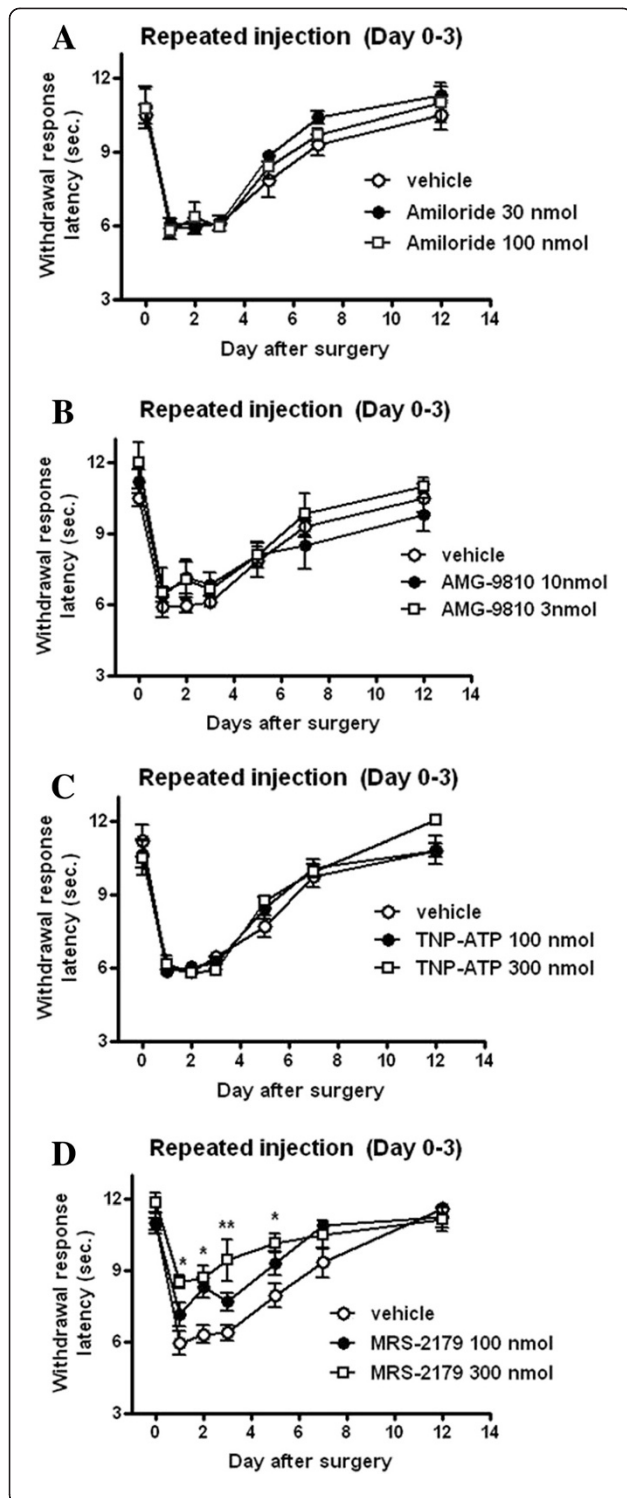 A
Repeated injection (Day 0-3)
Withdrawal response
latency (sec.)
12
9
6
3
vehicle
Amiloride 30 nmol
Amiloride 100 nmol
0 2 4 6 8 10 12 14
Day after surgery
B
Repeated injection (Day 0-3)
Withdrawal response
latency (sec.)
12
9
6
3
vehicle
AMG-9810 10nmol
AMG-9810 3nmol
0 2 4 6 8 10 12 14
Days after surgery
C
Repeated injection (Day 0-3)
Withdrawal response
latency (sec.)
12
9
6
3
vehicle
TNP-ATP 100 nmol
TNP-ATP 300 nmol
0 2 4 6 8 10 12 14
Day after surgery
D
Repeated injection (Day 0-3)
Withdrawal response
latency (sec.)
12
9
6
3
* * ** *
vehicle
MRS-2179 100 nmol
MRS-2179 300 nmol
0 2 4 6 8 10 12 14
Day after surgery